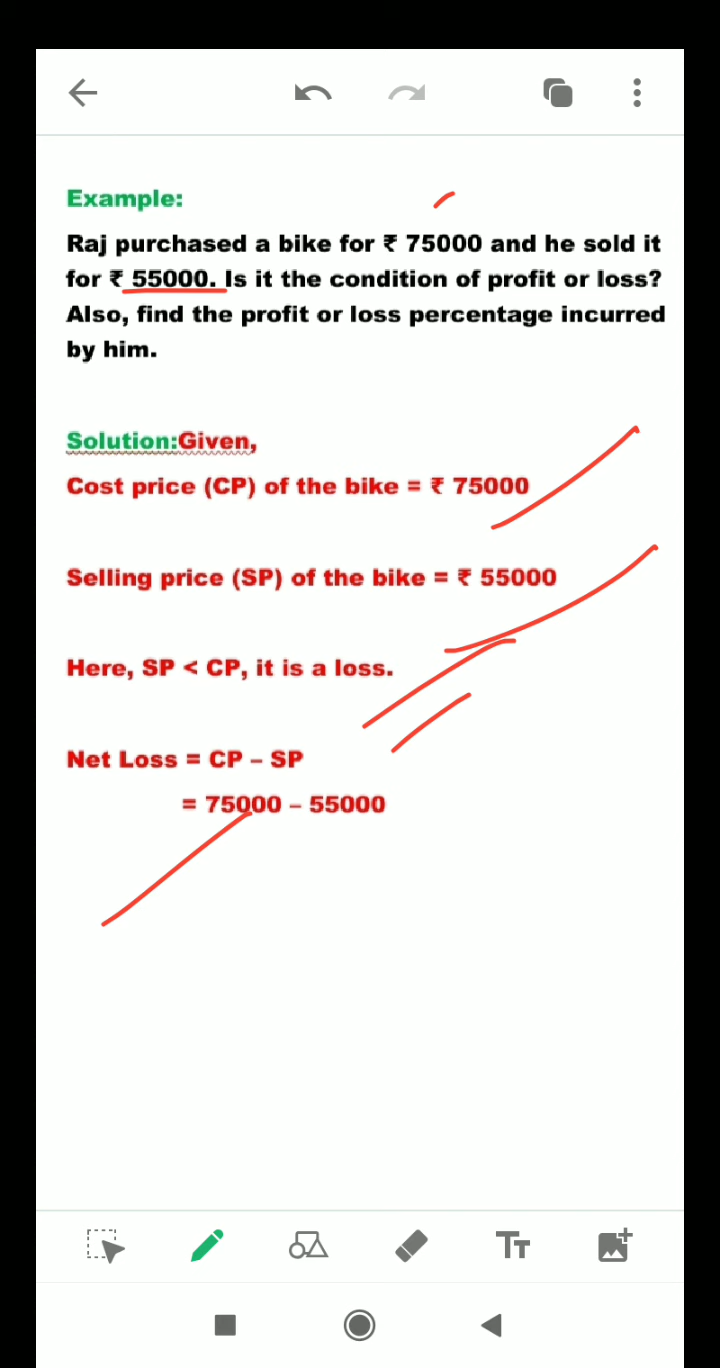 Example:
Raj purchased a bike for ₹ 75000 and he sold it
for ₹ 55000. Is it the condition of profit or loss?
Also, find the profit or loss percentage incurred
by him.
Solution:Given,
Cost price (CP) of the bike = ₹ 75000
Selling price (SP) of the bike = ₹ 55000
Here, SP < CP, it is a loss.
Net Loss = CP – SP
= 75000 – 55000
Tт